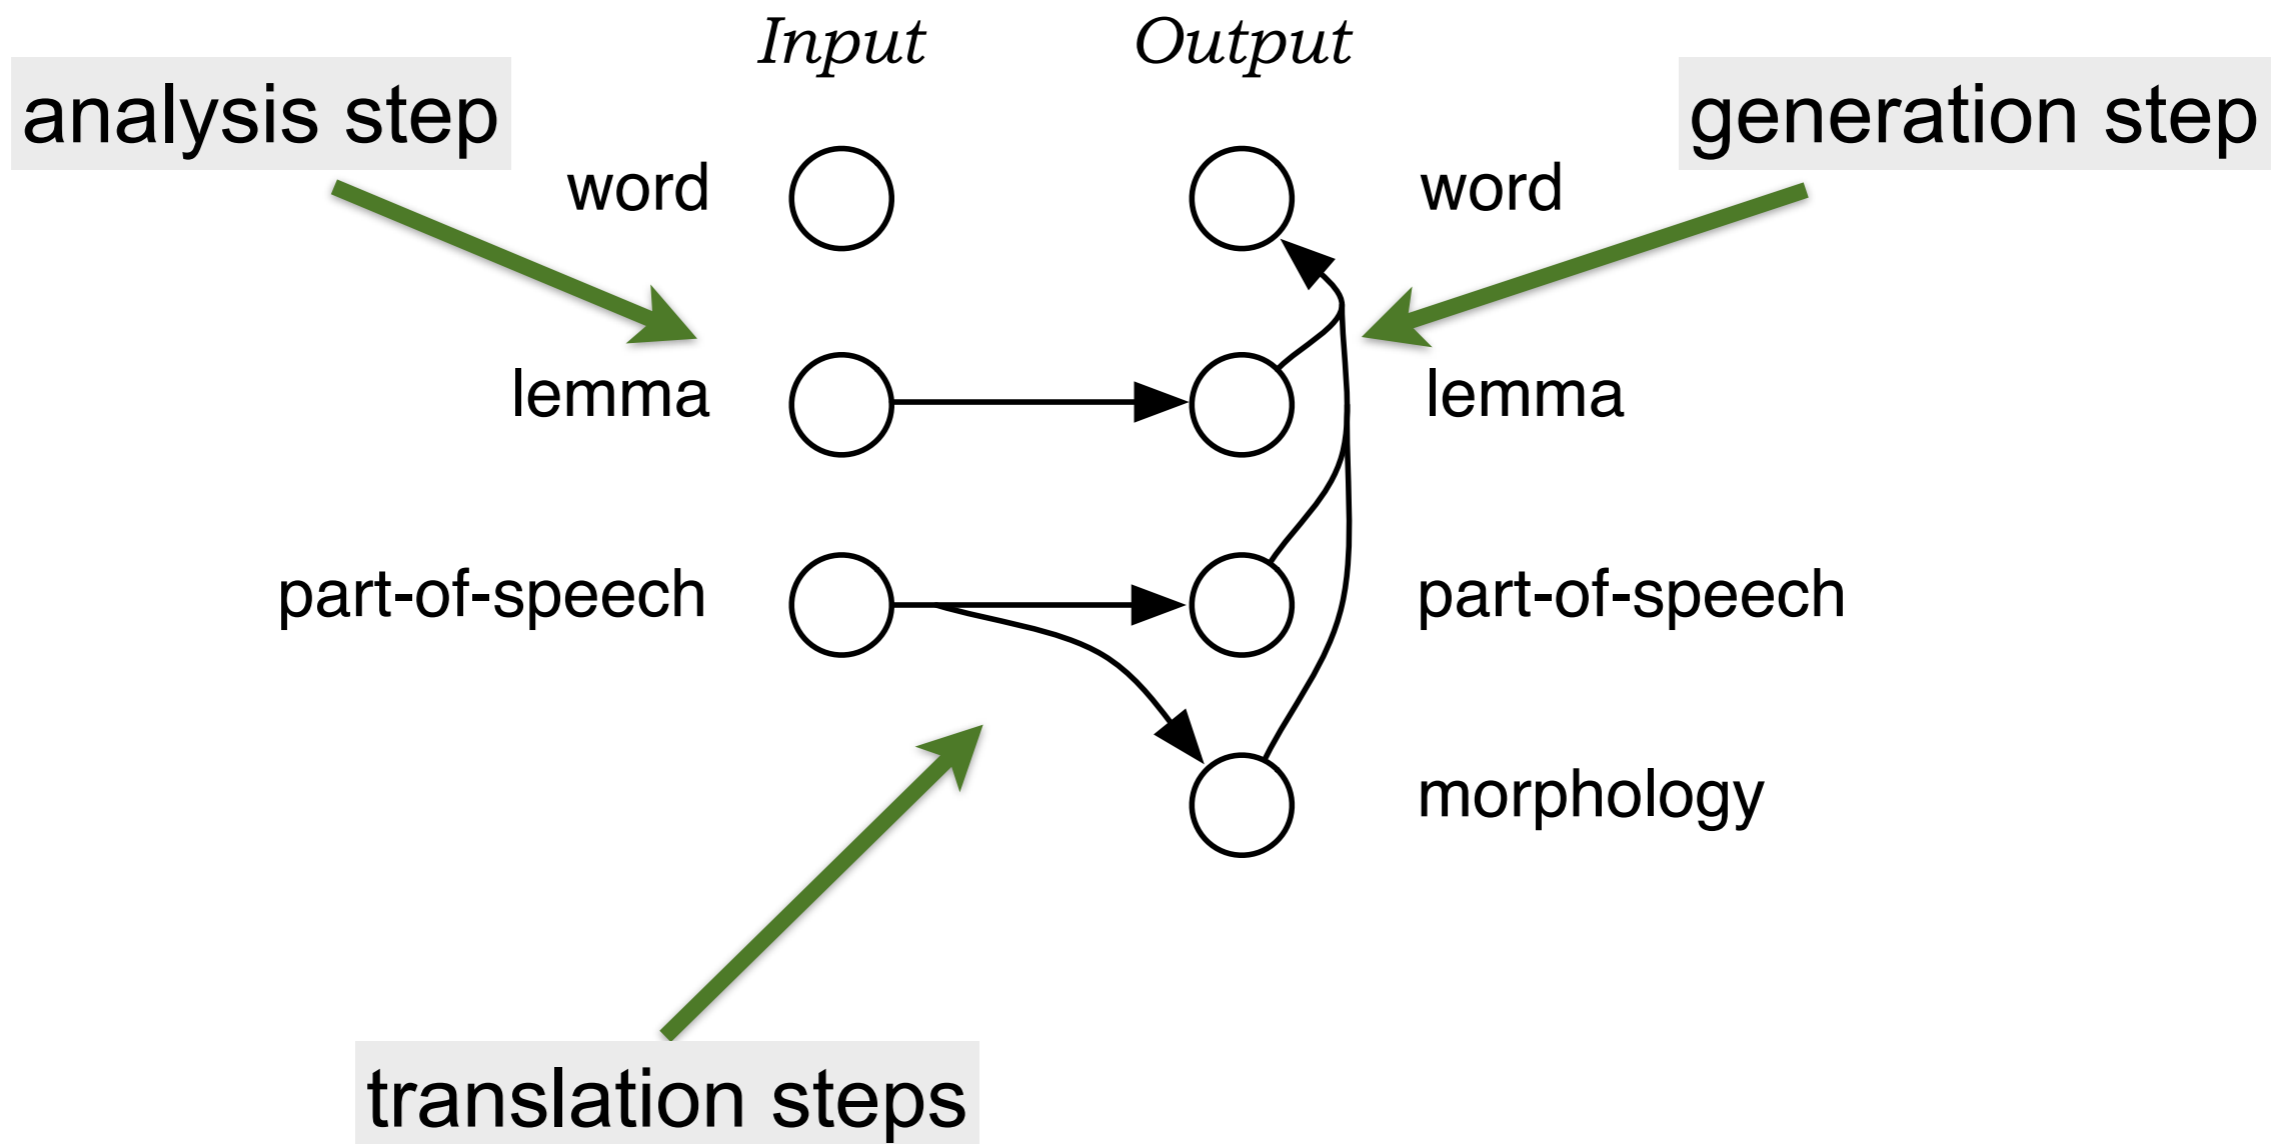 Input Output
analysis step
generation step
word word
lemma lemma
part-of-speech part-of-speech
morphology
translation steps